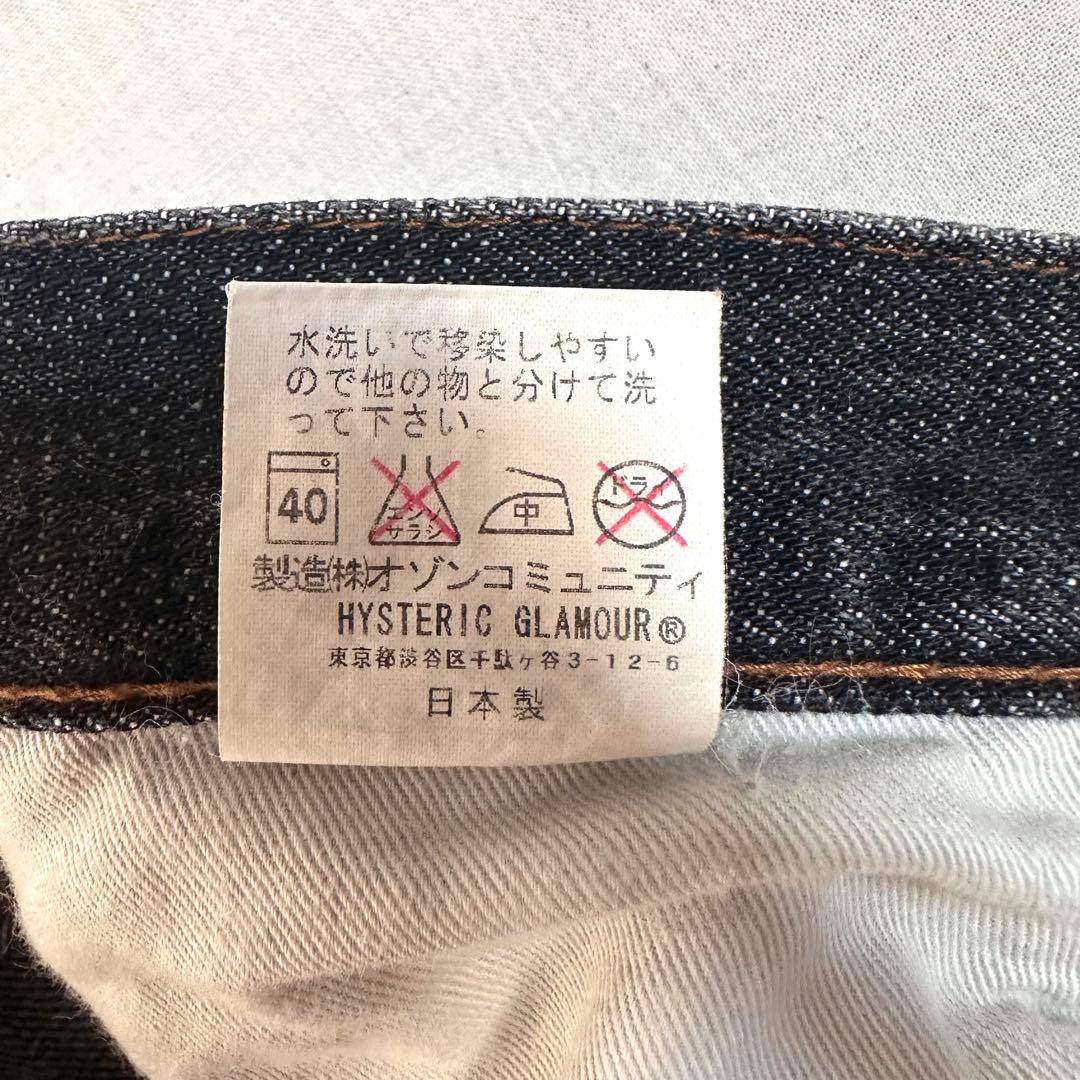 水洗いで移染しやすい
ので他の物と分けて洗
って下さい。
40 エンソ サラシ 中 ドライ
製造(株)オゾンコミュニティ
HYSTERIC GLAMOUR®
東京都渋谷区千駄ヶ谷3-12-6
日本製